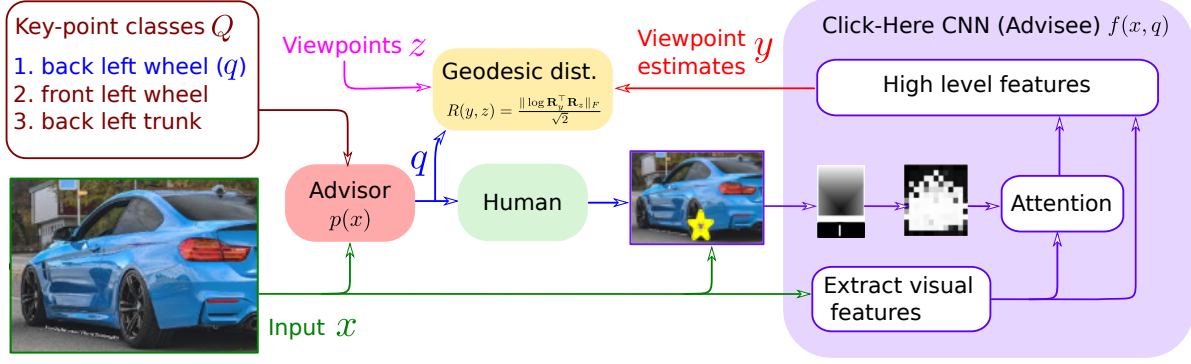 Key-point classes Q
1. back left wheel (q)
2. front left wheel
3. back left trunk
Viewpoints z
Geodesic dist.
R(y, z) = ‖ log R_y^⊤ R_z ‖_F / √2
Viewpoint
estimates y
Click-Here CNN (Advisee) f(x, q)
High level features
q
Advisor
p(x)
Human
Attention
Extract visual
features
Input x